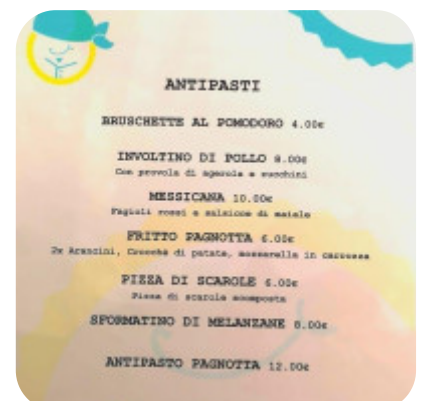 ANTIPASTI
BRUSCHETTE AL POMODORO 4.00€
INVOLTINO DI POLLO 8.00€
Con provola di agerola e zucchini
MESSICANA 10.00€
Fagioli rossi e salsicce di maiale
FRITTO PAGNOTTA 6.00€
2x Arancini, Crocchè di patate, mozzarella in carrozza
PIZZA DI SCAROLE 6.00€
Pizza di scarola scomposta
SFORMATINO DI MELANZANE 8.00€
ANTIPASTO PAGNOTTA 12.00€